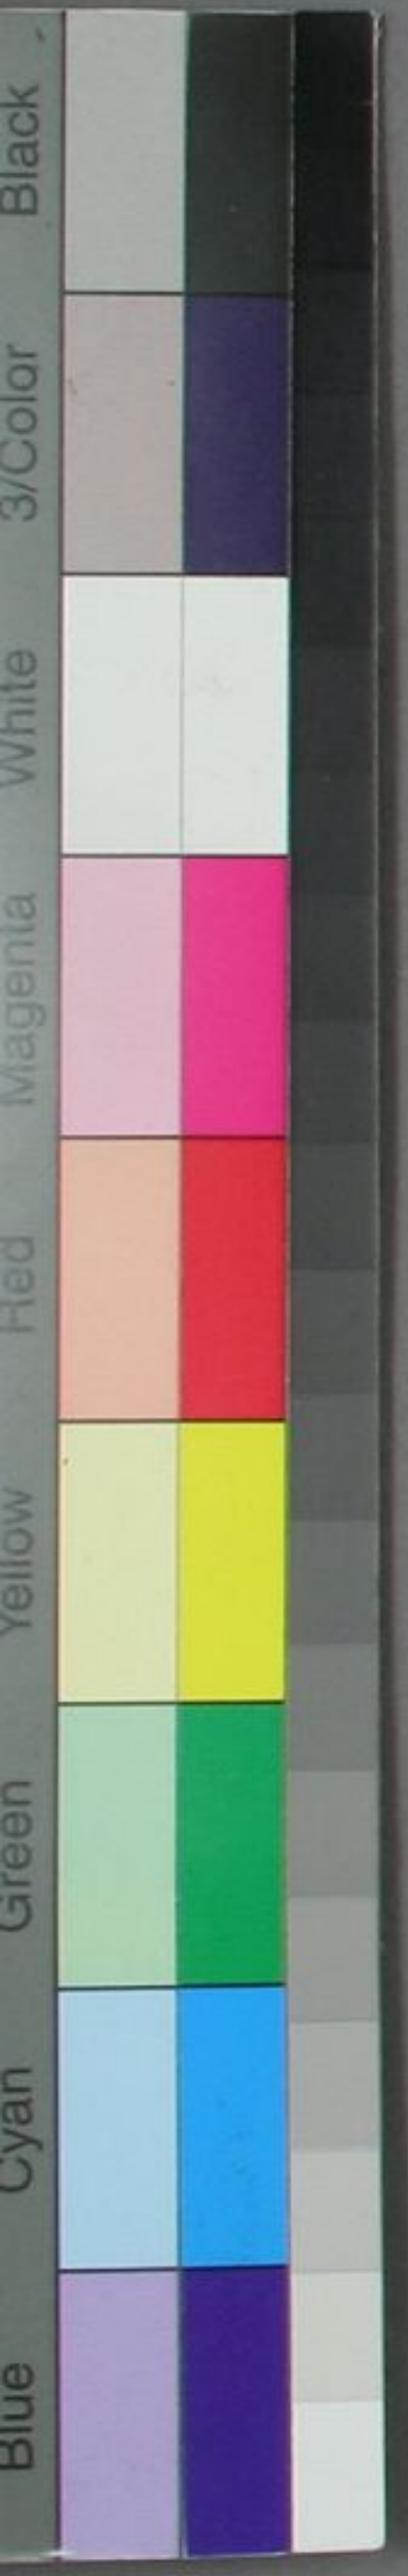 Blue
Cyan
Green
Yellow
Red
Magenta
White
3/Color
Black